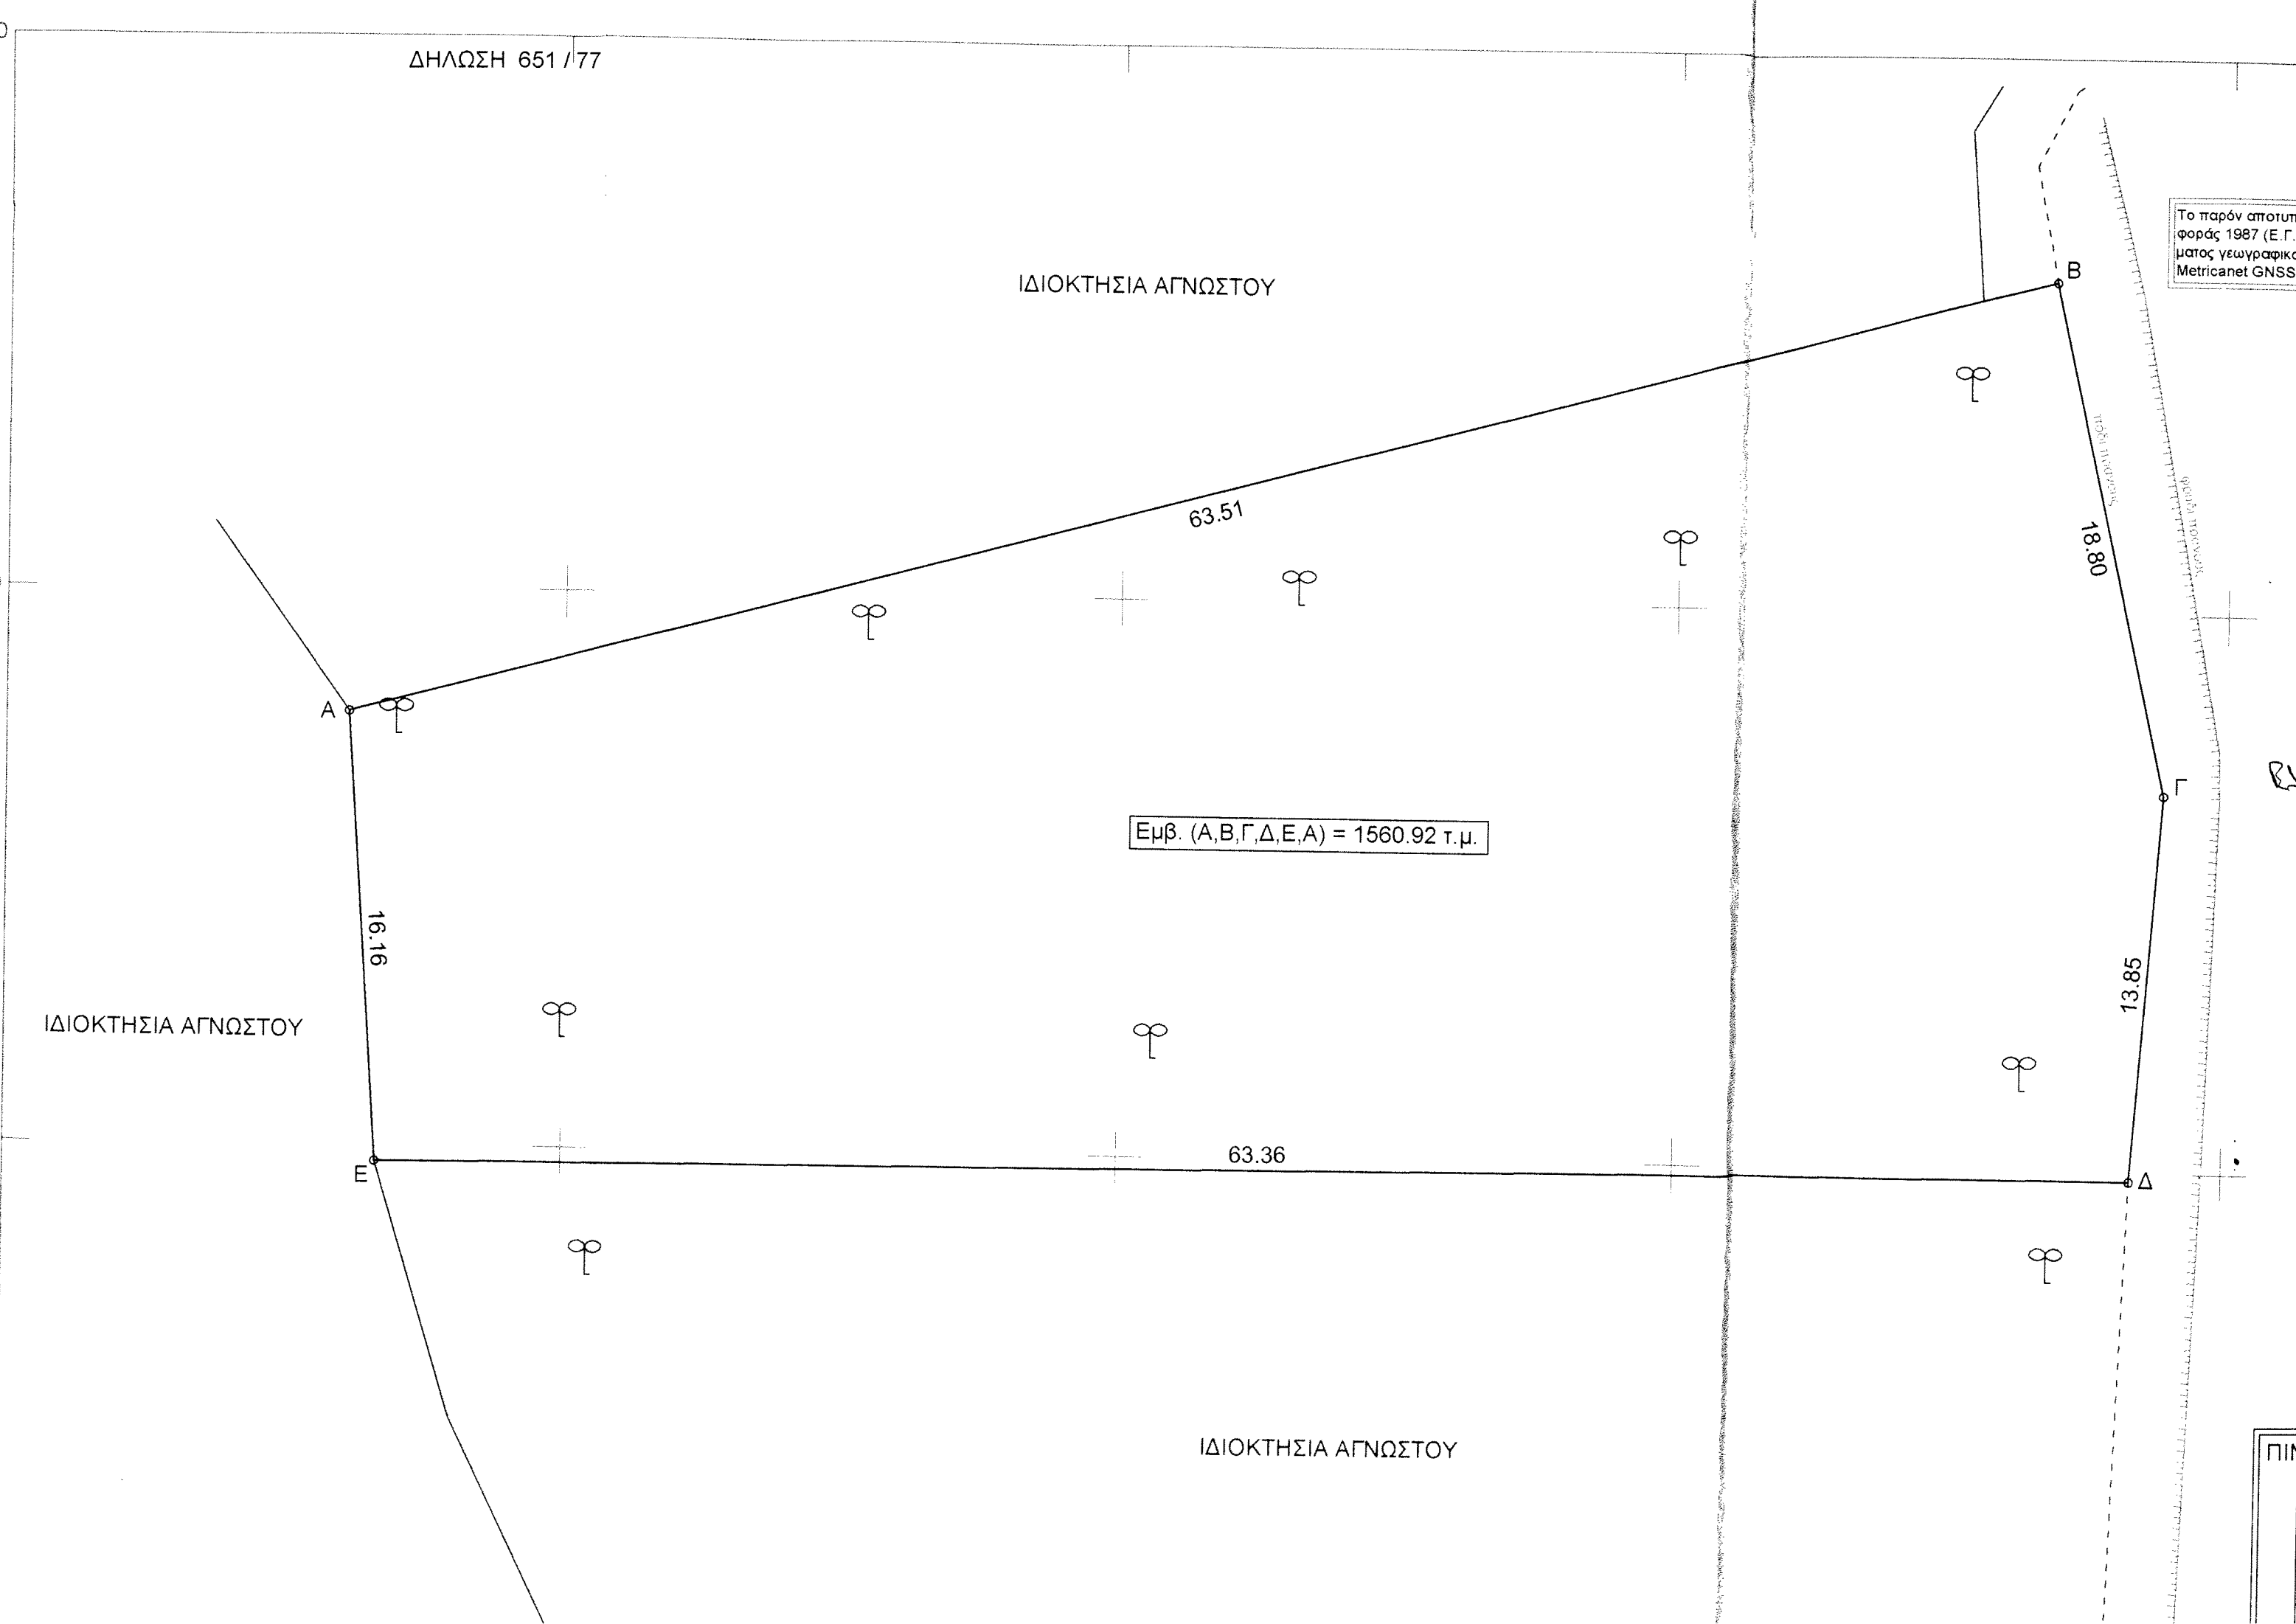 ΔΗΛΩΣΗ 651 / 77
Το παρόν αποτυπ
φοράς 1987 (Ε.Γ.
ματος γεωγραφικο
Metricanet GNSS
ΙΔΙΟΚΤΗΣΙΑ ΑΓΝΩΣΤΟΥ
Β
63.51
18.80
Α
Γ
Εμβ. (Α,Β,Γ,Δ,Ε,Α) = 1560.92 τ.μ.
16.16
13.85
ΙΔΙΟΚΤΗΣΙΑ ΑΓΝΩΣΤΟΥ
63.36
Ε
Δ
ΙΔΙΟΚΤΗΣΙΑ ΑΓΝΩΣΤΟΥ
ΠΙΝ